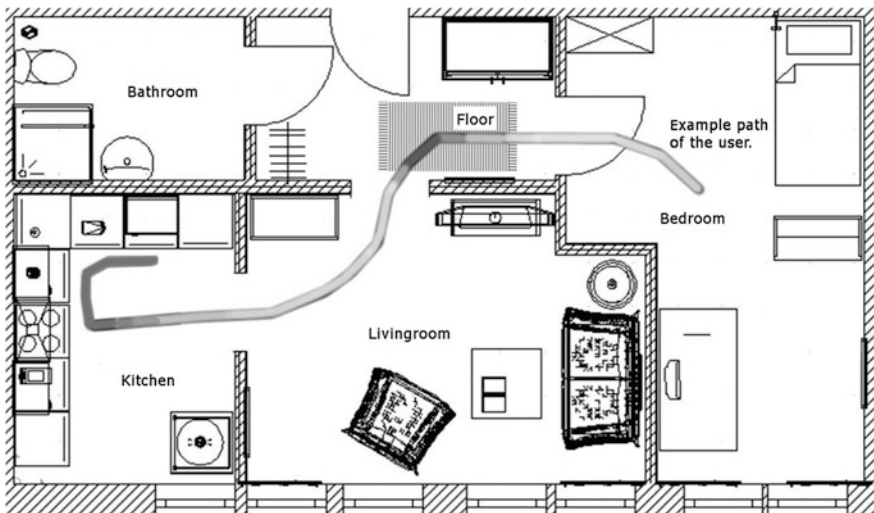 Bathroom
Floor
Example path
of the user.
Bedroom
Livingroom
Kitchen